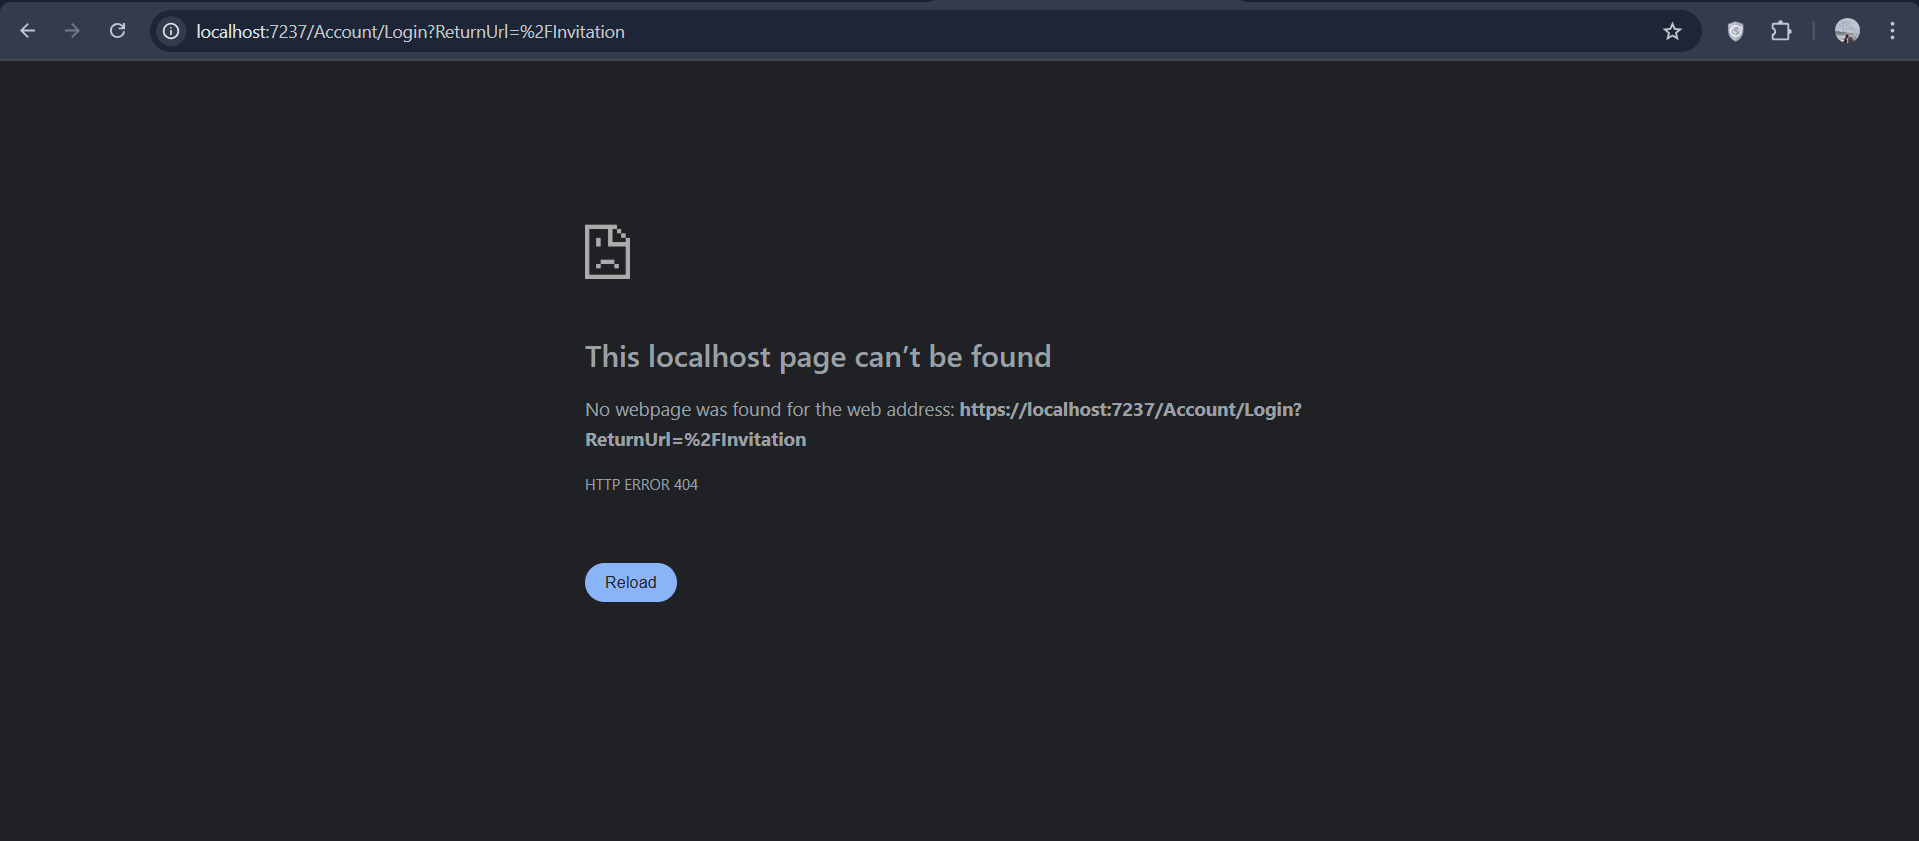 localhost:7237/Account/Login?ReturnUrl=%2FInvitation
This localhost page can’t be found
No webpage was found for the web address: https://localhost:7237/Account/Login?
ReturnUrl=%2FInvitation
HTTP ERROR 404
Reload